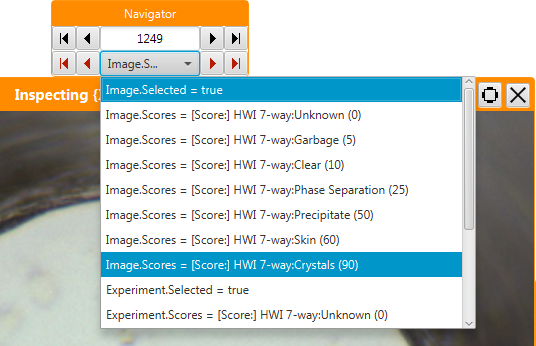 Navigator
1249
Image.S...
Inspecting {
Image.Selected = true
Image.Scores = [Score:] HWI 7-way:Unknown (0)
Image.Scores = [Score:] HWI 7-way:Garbage (5)
Image.Scores = [Score:] HWI 7-way:Clear (10)
Image.Scores = [Score:] HWI 7-way:Phase Separation (25)
Image.Scores = [Score:] HWI 7-way:Precipitate (50)
Image.Scores = [Score:] HWI 7-way:Skin (60)
Image.Scores = [Score:] HWI 7-way:Crystals (90)
Experiment.Selected = true
Experiment.Scores = [Score:] HWI 7-way:Unknown (0)